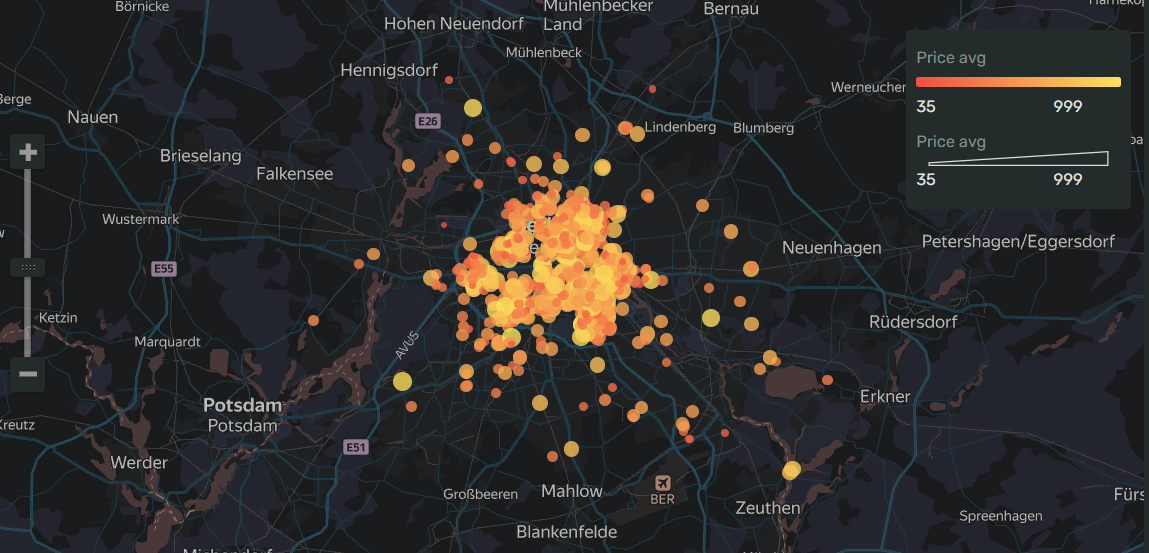 Börnicke
Mühlenbecker
Land
Bernau
Hohen Neuendorf
Mühlenbeck
Hennigsdorf
Werneuchen
Berge
Nauen
E26
Lindenberg
Blumberg
Brieselang
Falkensee
Wustermark
Neuenhagen
Petershagen/Eggersdorf
E55
Ketzin
Marquardt
AVUS
Rüdersdorf
Potsdam
Potsdam
Erkner
E51
Werder
Großbeeren
Mahlow
BER
Zeuthen
Spreenhagen
Blankenfelde
Price avg
35
999
Price avg
35
999